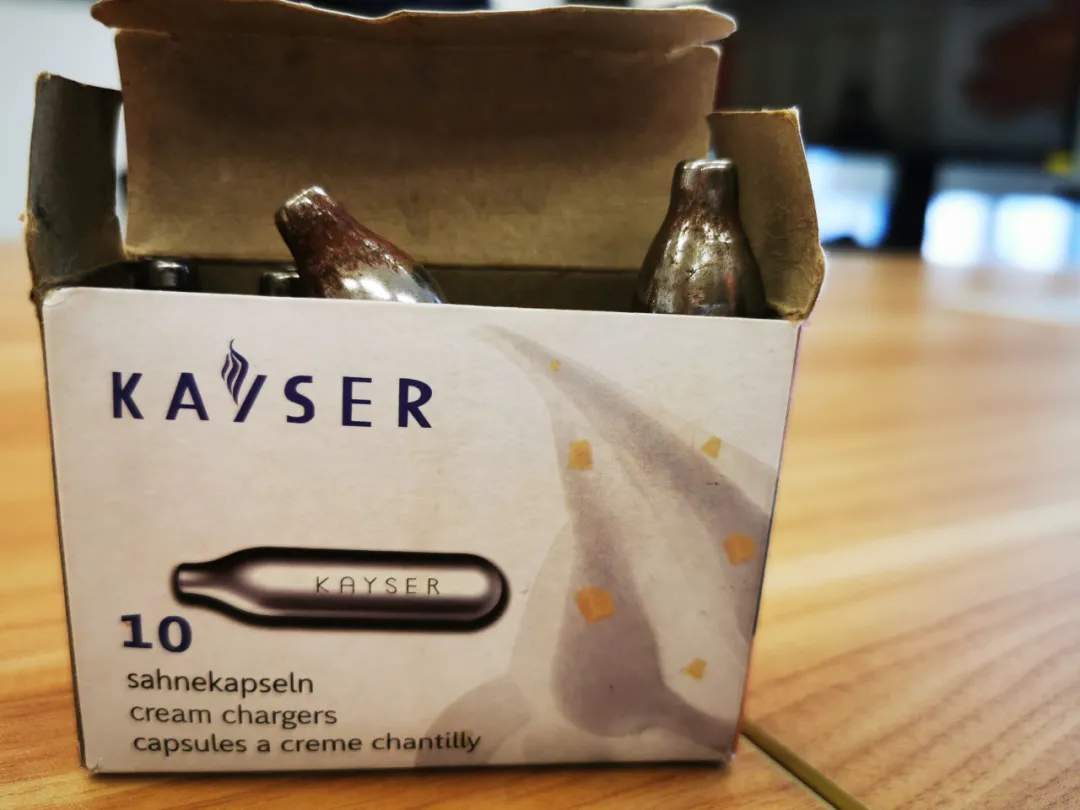 KAYSER
KAYSER
10
sahnekapseln
cream chargers
capsules a creme chantilly